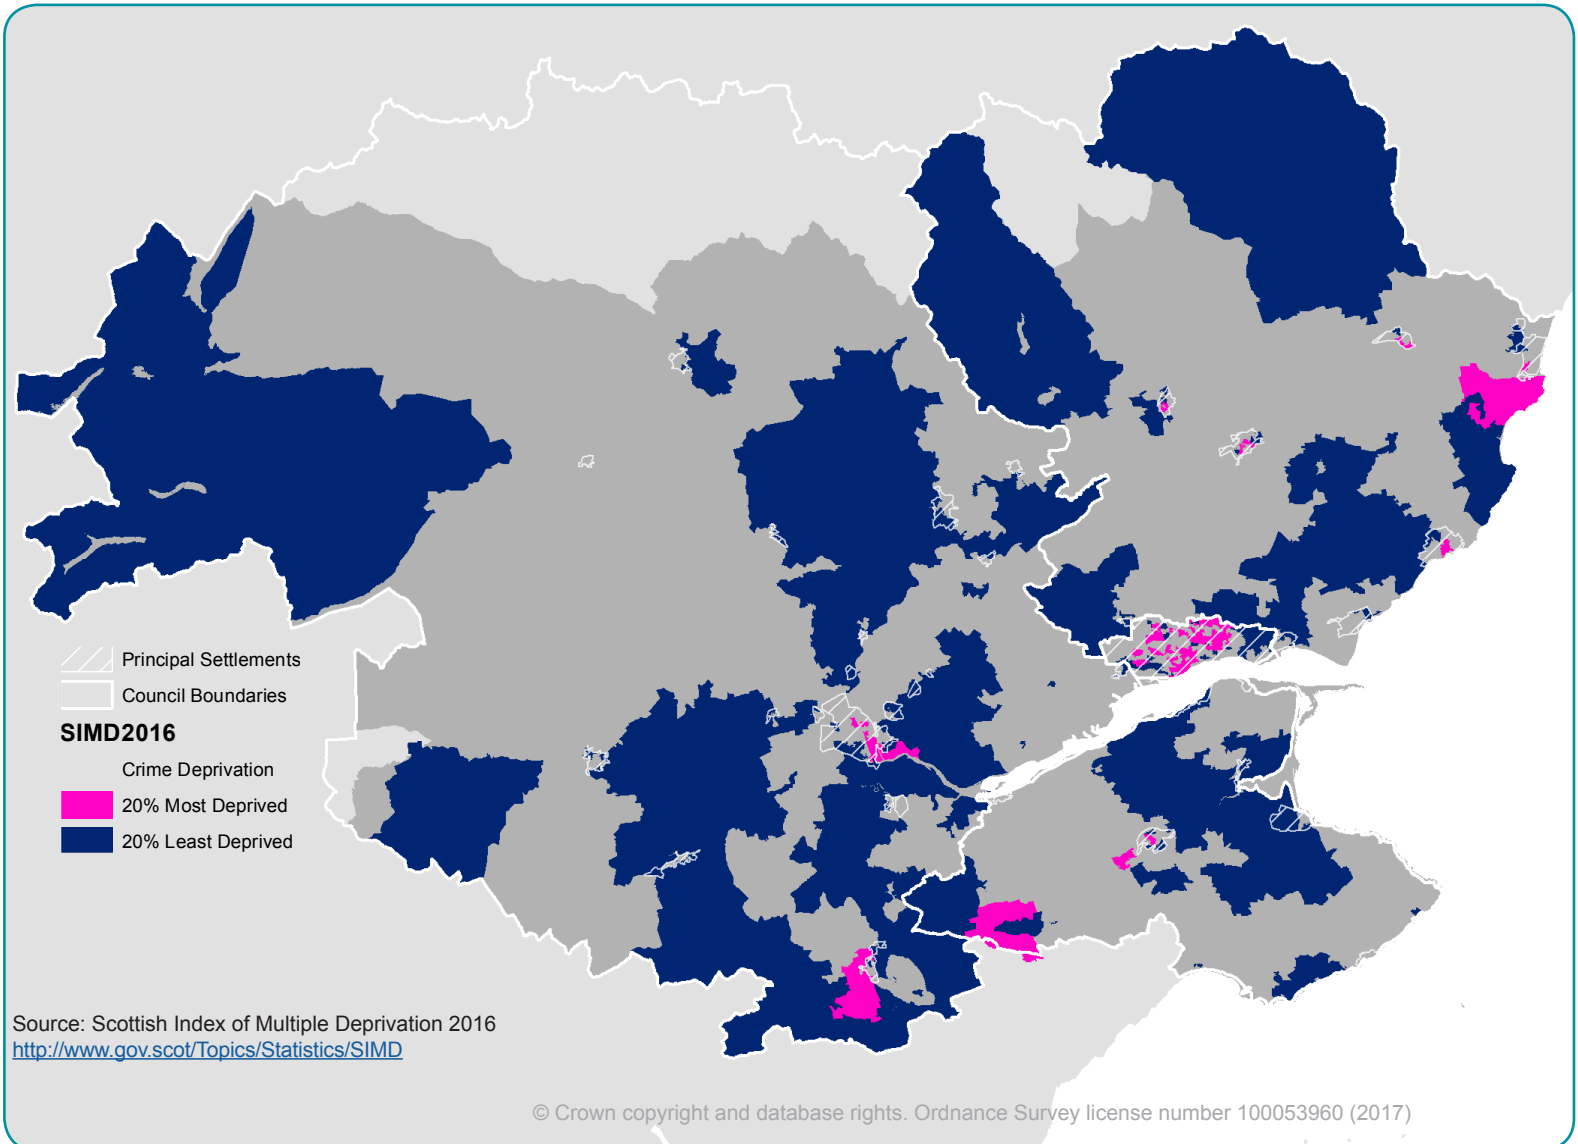 Principal Settlements
Council Boundaries
SIMD2016
Crime Deprivation
20% Most Deprived
20% Least Deprived
Source: Scottish Index of Multiple Deprivation 2016
http://www.gov.scot/Topics/Statistics/SIMD
© Crown copyright and database rights. Ordnance Survey license number 100053960 (2017)